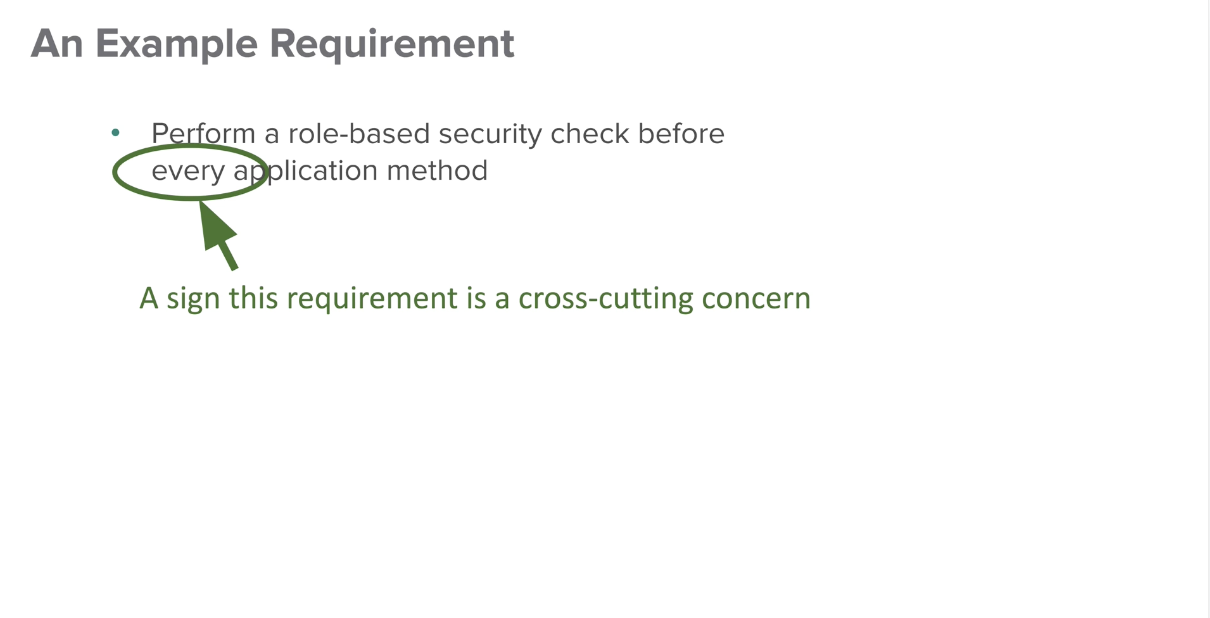 An Example Requirement
• Perform a role-based security check before
every application method
A sign this requirement is a cross-cutting concern